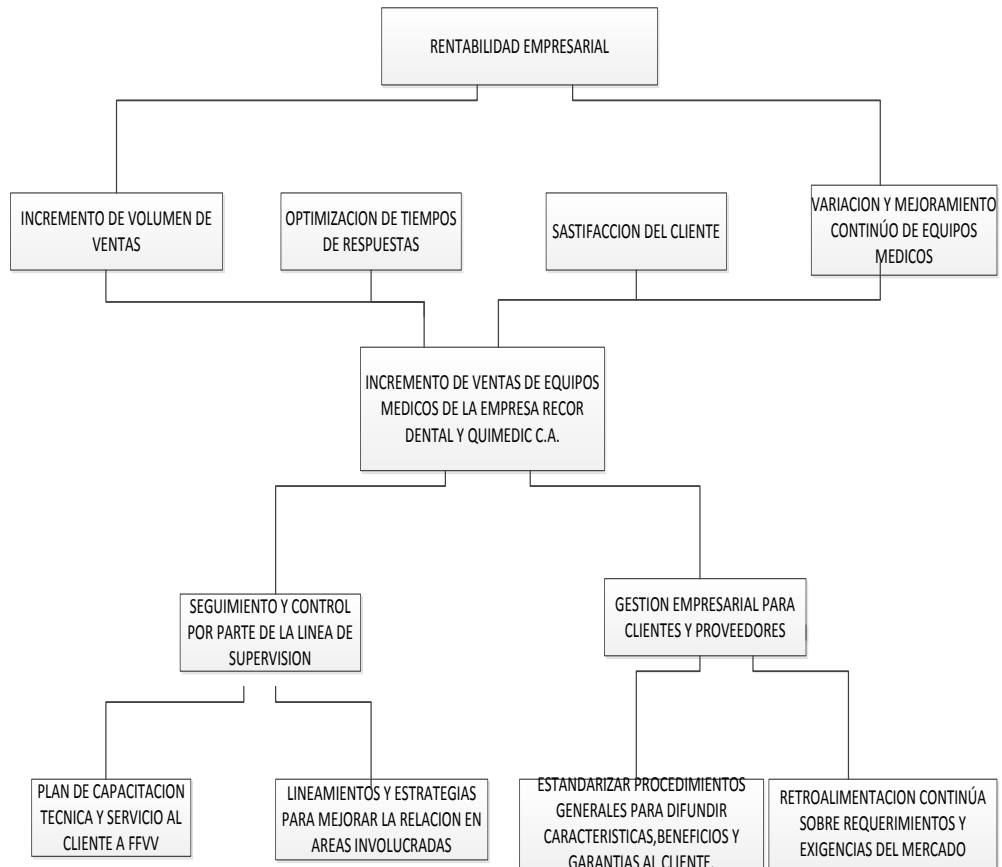 RENTABILIDAD EMPRESARIAL
INCREMENTO DE VOLUMEN DE
VENTAS
OPTIMIZACION DE TIEMPOS
DE RESPUESTAS
SASTIFACCION DEL CLIENTE
VARIACION Y MEJORAMIENTO
CONTINÚO DE EQUIPOS
MEDICOS
INCREMENTO DE VENTAS DE EQUIPOS
MEDICOS DE LA EMPRESA RECOR
DENTAL Y QUIMEDIC C.A.
SEGUIMIENTO Y CONTROL
POR PARTE DE LA LINEA DE
SUPERVISION
GESTION EMPRESARIAL PARA
CLIENTES Y PROVEEDORES
PLAN DE CAPACITACION
TECNICA Y SERVICIO AL
CLIENTE A FFVV
LINEAMIENTOS Y ESTRATEGIAS
PARA MEJORAR LA RELACION EN
AREAS INVOLUCRADAS
ESTANDARIZAR PROCEDIMIENTOS
GENERALES PARA DIFUNDIR
CARACTERISTICAS,BENEFICIOS Y
GARANTIAS AL CLIENTE.
RETROALIMENTACION CONTINÚA
SOBRE REQUERIMIENTOS Y
EXIGENCIAS DEL MERCADO